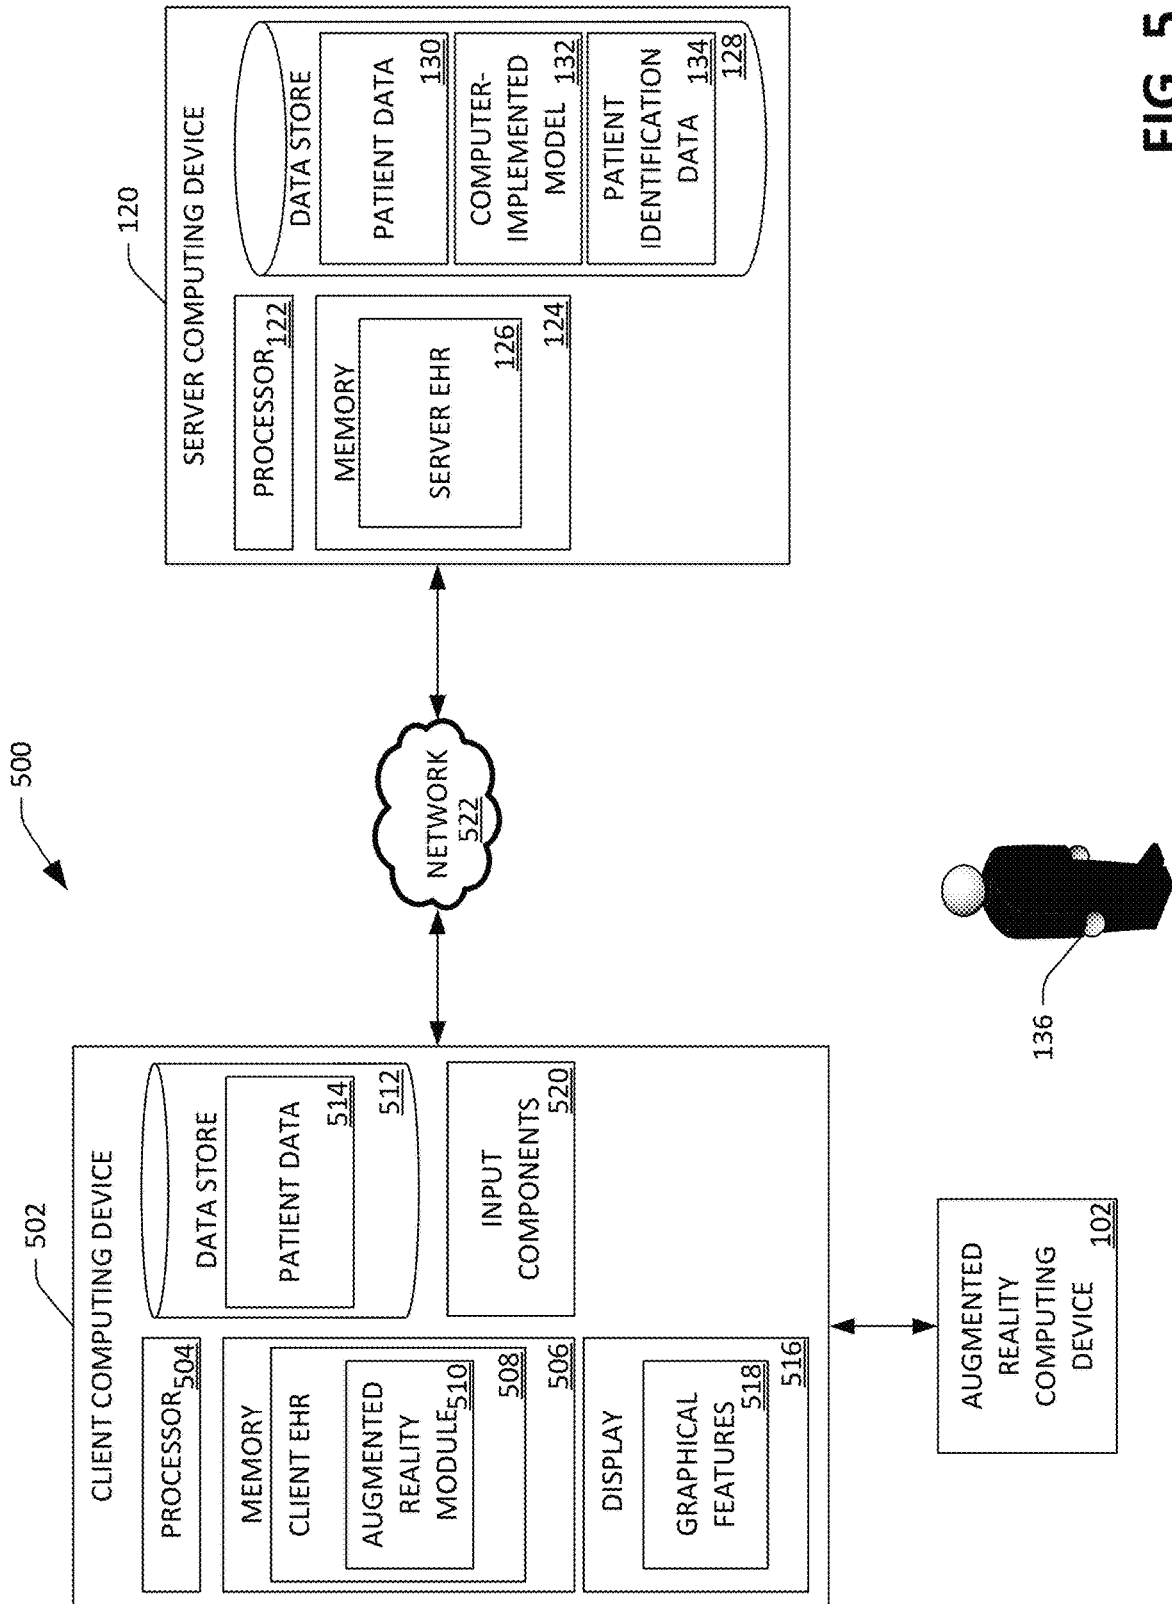 500
502
CLIENT COMPUTING DEVICE
PROCESSOR
504
MEMORY
CLIENT EHR
AUGMENTED
REALITY
MODULE
510
508
506
DATA STORE
PATIENT DATA
514
512
INPUT
COMPONENTS
520
DISPLAY
GRAPHICAL
FEATURES
518
516
AUGMENTED
REALITY
COMPUTING
DEVICE
102
NETWORK
522
136
120
SERVER COMPUTING DEVICE
PROCESSOR
122
MEMORY
SERVER EHR
126
124
DATA STORE
PATIENT DATA
130
COMPUTER-
IMPLEMENTED
MODEL
132
PATIENT
IDENTIFICATION
DATA
134
128
FIG. 5